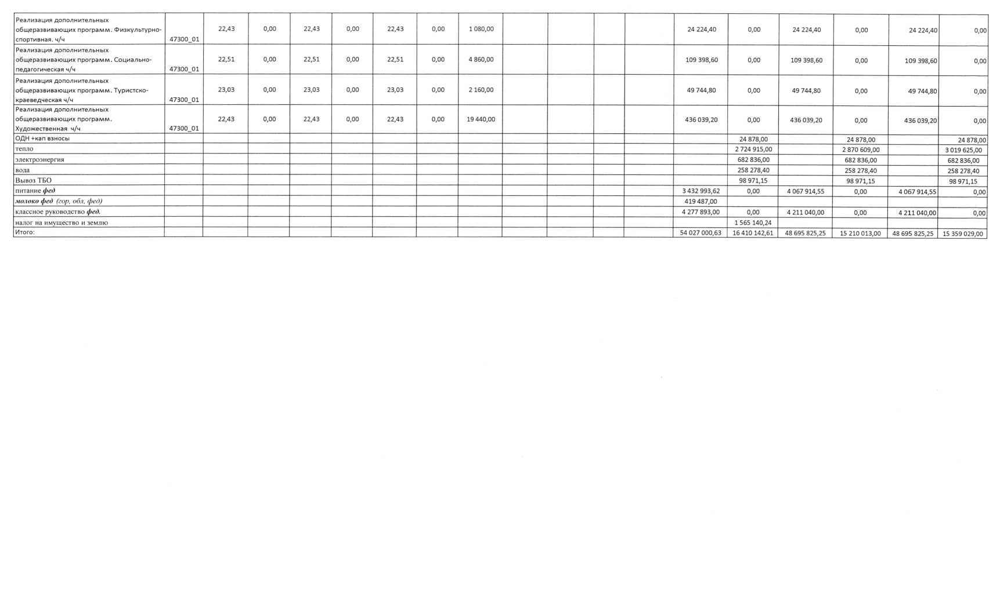 Реализация дополнительных
общеразвивающих программ. Физкультурно-
спортивная. ч/ч 47300_01 22,43 0,00 22,43 0,00 22,43 0,00 1 080,00 24 224,40 0,00 24 224,40 0,00 24 224,40 0,00
Реализация дополнительных
общеразвивающих программ. Социально-
педагогическая ч/ч 47300_01 22,51 0,00 22,51 0,00 22,51 0,00 4 860,00 109 398,60 0,00 109 398,60 0,00 109 398,60 0,00
Реализация дополнительных
общеразвивающих программ. Туристско-
краеведческая ч/ч 47300_01 23,03 0,00 23,03 0,00 23,03 0,00 2 160,00 49 744,80 0,00 49 744,80 0,00 49 744,80 0,00
Реализация дополнительных
общеразвивающих программ.
Художественная ч/ч 47300_01 22,43 0,00 22,43 0,00 22,43 0,00 19 440,00 436 039,20 0,00 436 039,20 0,00 436 039,20 0,00
ОДН +кап взносы 24 878,00 24 878,00 24 878,00
тепло 2 724 915,00 2 870 609,00 3 019 625,00
электроэнергия 682 836,00 682 836,00 682 836,00
вода 258 278,40 258 278,40 258 278,40
Вывоз ТБО 98 971,15 98 971,15 98 971,15
питание фед 3 432 993,62 0,00 4 067 914,55 0,00 4 067 914,55 0,00
молоко фед (гор, обл, фед) 419 487,00
классное руководство фед. 4 277 893,00 0,00 4 211 040,00 0,00 4 211 040,00 0,00
налог на имущество и землю 1 565 140,24
Итого: 54 027 000,63 16 410 142,61 48 695 825,25 15 210 013,00 48 695 825,25 15 359 029,00